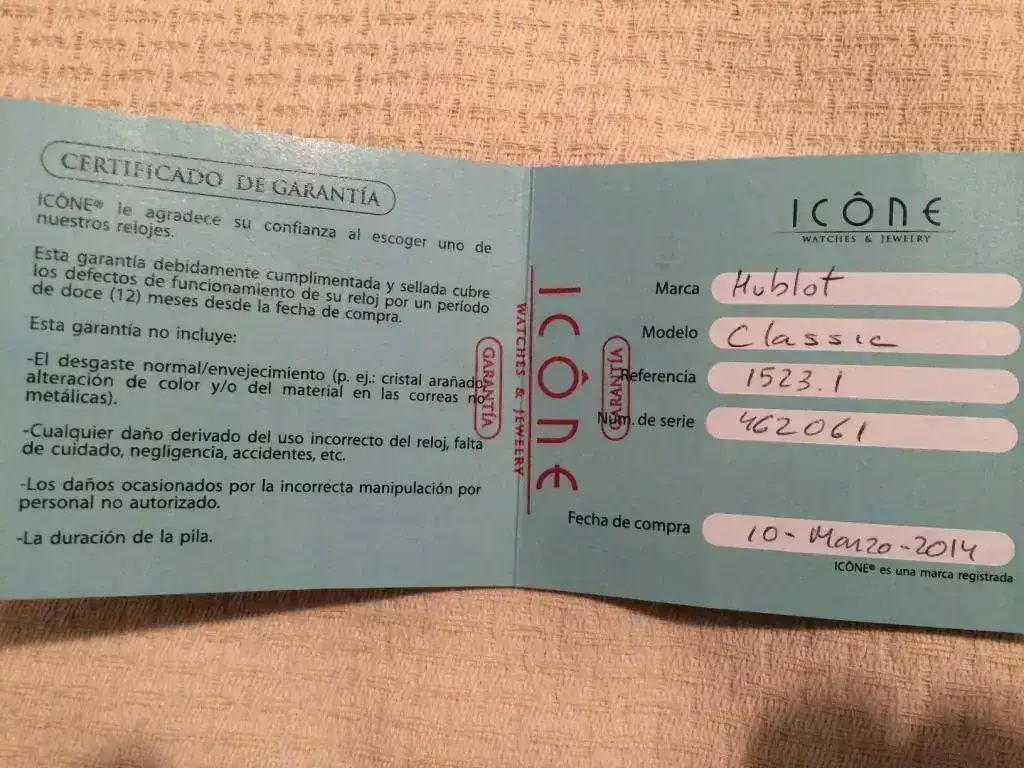 CERTIFICADO DE GARANTÍA
ICÔNE® le agradece su confianza al escoger uno de
nuestros relojes.
Esta garantía debidamente cumplimentada y sellada cubre
los defectos de funcionamiento de su reloj por un período
de doce (12) meses desde la fecha de compra.
Esta garantía no incluye:
-El desgaste normal/envejecimiento (p. ej.: cristal arañado,
alteración de color y/o del material en las correas no
metálicas).
-Cualquier daño derivado del uso incorrecto del reloj, falta
de cuidado, negligencia, accidentes, etc.
-Los daños ocasionados por la incorrecta manipulación por
personal no autorizado.
-La duración de la pila.
GARANTÍA
WATCHES & JEWELRY
ICÔNE
GARANTÍA
ICÔNE
WATCHES & JEWELRY
Marca Hublot
Modelo Classic
Referencia 1523.1
Núm. de serie 462061
Fecha de compra 10-Marzo-2014
ICÔNE® es una marca registrada